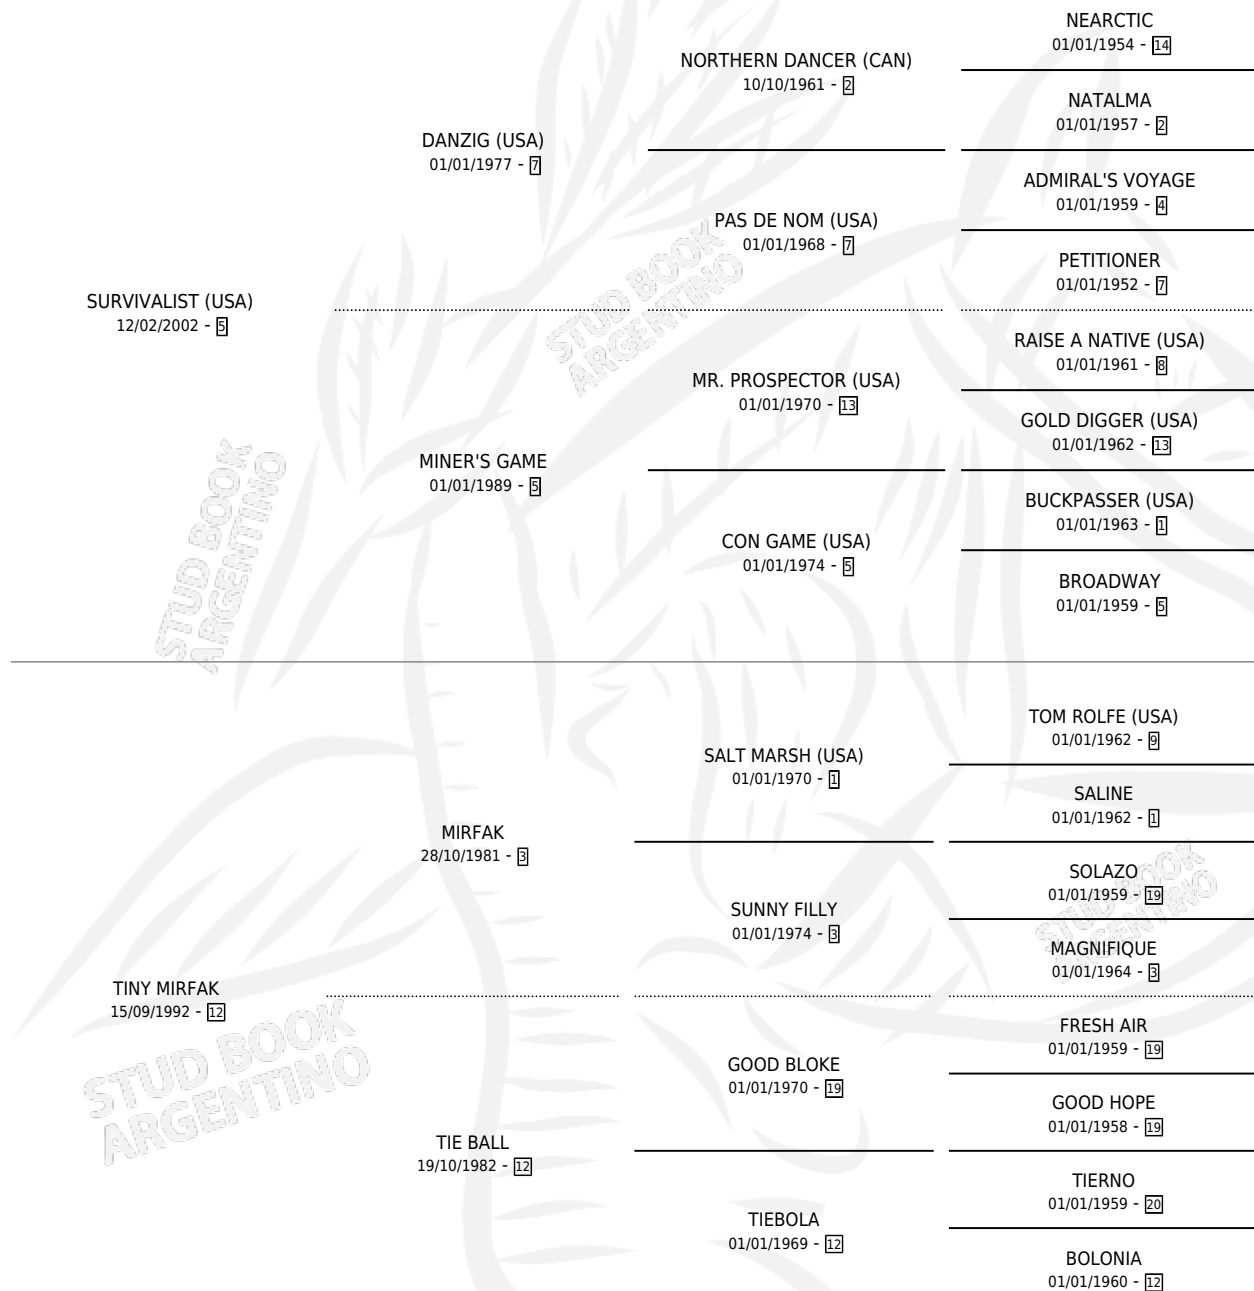 NEARCTIC
01/01/1954 - 14
NORTHERN DANCER (CAN)
10/10/1961 - 2
NATALMA
01/01/1957 - 2
DANZIG (USA)
01/01/1977 - 7
ADMIRAL'S VOYAGE
01/01/1959 - 4
PAS DE NOM (USA)
01/01/1968 - 7
PETITIONER
01/01/1952 - 7
SURVIVALIST (USA)
12/02/2002 - 5
STUD BOOK
ARGENTINO
RAISE A NATIVE (USA)
01/01/1961 - 8
MR. PROSPECTOR (USA)
01/01/1970 - 13
GOLD DIGGER (USA)
01/01/1962 - 13
MINER'S GAME
01/01/1989 - 5
BUCKPASSER (USA)
01/01/1963 - 1
CON GAME (USA)
01/01/1974 - 5
BROADWAY
01/01/1959 - 5
STUD BOOK
ARGENTINO
TOM ROLFE (USA)
01/01/1962 - 9
SALT MARSH (USA)
01/01/1970 - 1
SALINE
01/01/1962 - 1
MIRFAK
28/10/1981 - 3
SOLAZO
01/01/1959 - 19
SUNNY FILLY
01/01/1974 - 3
STUD BOOK
ARGENTINO
MAGNIFIQUE
01/01/1964 - 3
TINY MIRFAK
15/09/1992 - 12
STUD BOOK
ARGENTINO
FRESH AIR
01/01/1959 - 19
GOOD BLOKE
01/01/1970 - 19
GOOD HOPE
01/01/1958 - 19
TIE BALL
19/10/1982 - 12
TIERNO
01/01/1959 - 20
TIEBOLA
01/01/1969 - 12
BOLONIA
01/01/1960 - 12